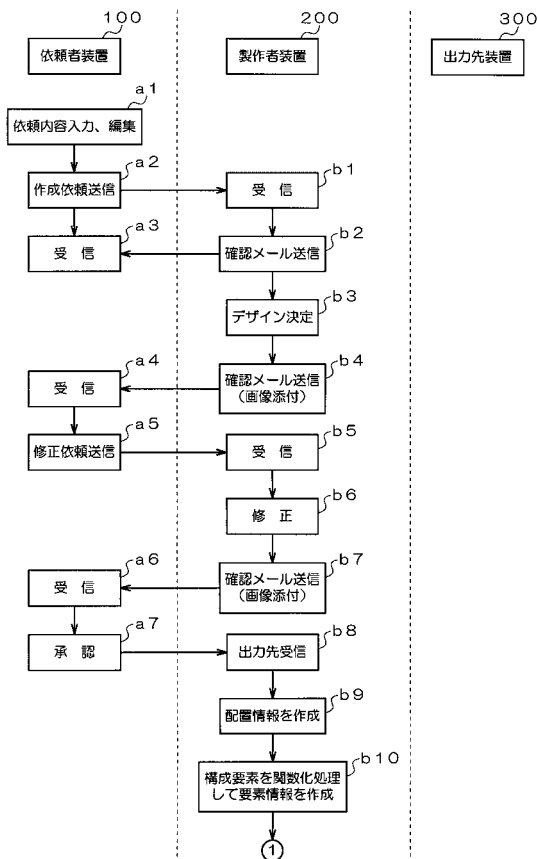 100
200
300
依頼者装置
製作者装置
出力先装置
a1
依頼内容入力、編集
a2
作成依頼送信
b1
受 信
a3
受 信
b2
確認メール送信
b3
デザイン決定
a4
受 信
b4
確認メール送信
(画像添付)
a5
修正依頼送信
b5
受 信
b6
修 正
a6
受 信
b7
確認メール送信
(画像添付)
a7
承 認
b8
出力先受信
b9
配置情報を作成
b10
構成要素を関数化処理
して要素情報を作成
1